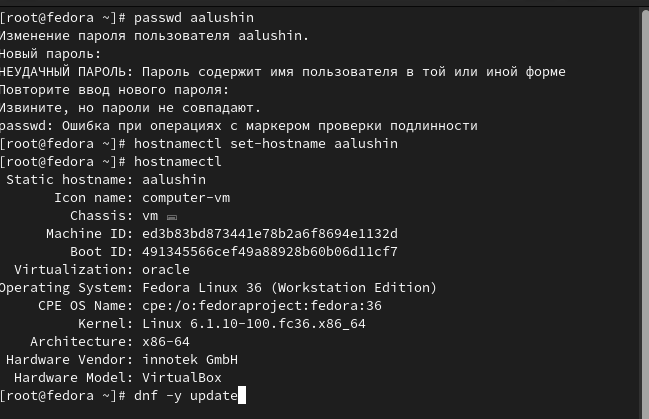 [root@fedora ~]# passwd aalushin
Изменение пароля пользователя aalushin.
Новый пароль:
НЕУДАЧНЫЙ ПАРОЛЬ: Пароль содержит имя пользователя в той или иной форме
Повторите ввод нового пароля:
Извините, но пароли не совпадают.
passwd: Ошибка при операциях с маркером проверки подлинности
[root@fedora ~]# hostnamectl set-hostname aalushin
[root@fedora ~]# hostnamectl
Static hostname: aalushin
Icon name: computer-vm
Chassis: vm
Machine ID: ed3b83bd873441e78b2a6f8694e1132d
Boot ID: 491345566cef49a88928b60b06d11cf7
Virtualization: oracle
Operating System: Fedora Linux 36 (Workstation Edition)
CPE OS Name: cpe:/o:fedoraproject:fedora:36
Kernel: Linux 6.1.10-100.fc36.x86_64
Architecture: x86-64
Hardware Vendor: innotek GmbH
Hardware Model: VirtualBox
[root@fedora ~]# dnf -y update